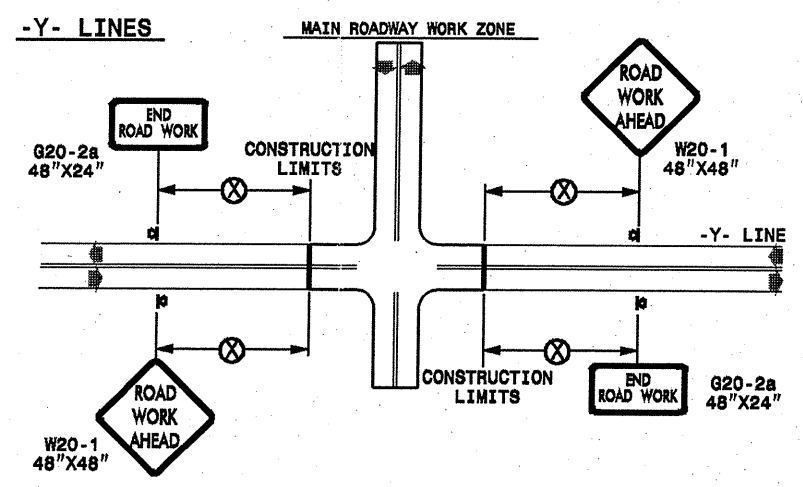 -Y- LINES
MAIN ROADWAY WORK ZONE
END
ROAD WORK
G20-2a
48"X24"
CONSTRUCTION
LIMITS
X
X
ROAD
WORK
AHEAD
W20-1
48"X48"
-Y- LINE
X
X
CONSTRUCTION
LIMITS
ROAD
WORK
AHEAD
W20-1
48"X48"
END
ROAD WORK
G20-2a
48"X24"